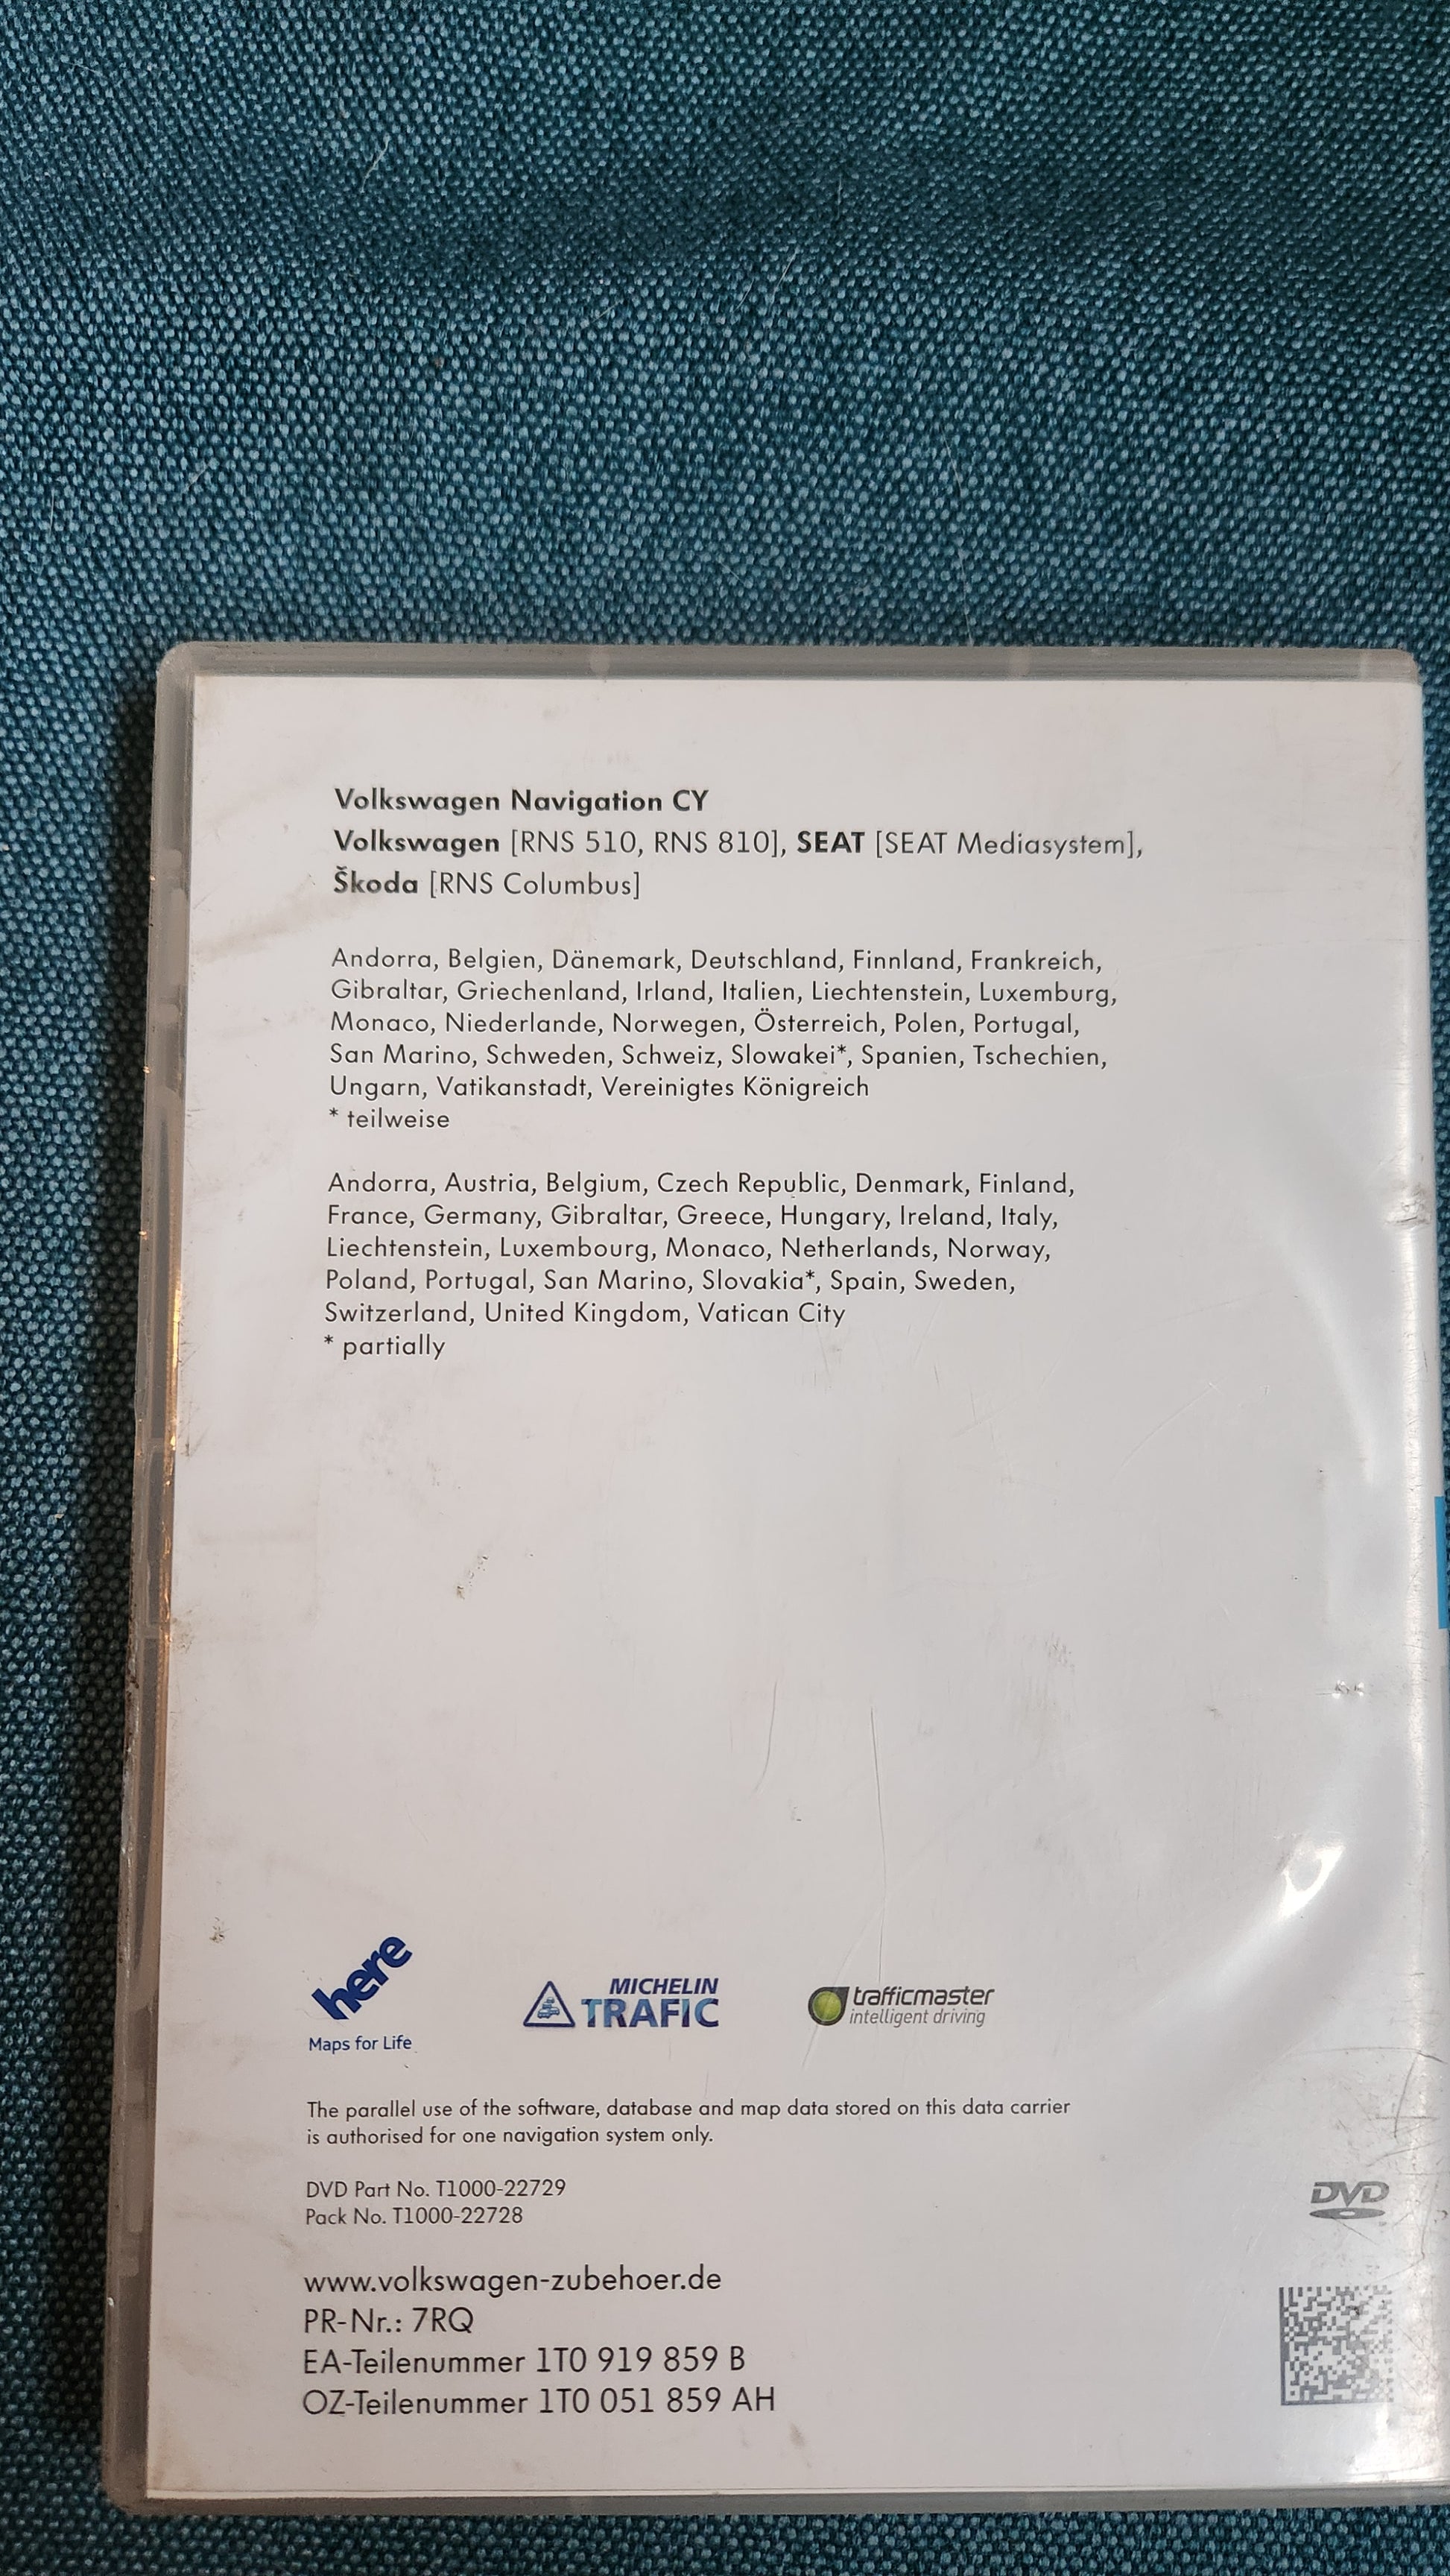 Volkswagen Navigation CY
Volkswagen [RNS 510, RNS 810], SEAT [SEAT Mediasystem],
Škoda [RNS Columbus]
Andorra, Belgien, Dänemark, Deutschland, Finnland, Frankreich,
Gibraltar, Griechenland, Irland, Italien, Liechtenstein, Luxemburg,
Monaco, Niederlande, Norwegen, Österreich, Polen, Portugal,
San Marino, Schweden, Schweiz, Slowakei*, Spanien, Tschechien,
Ungarn, Vatikanstadt, Vereinigtes Königreich
* teilweise
Andorra, Austria, Belgium, Czech Republic, Denmark, Finland,
France, Germany, Gibraltar, Greece, Hungary, Ireland, Italy,
Liechtenstein, Luxembourg, Monaco, Netherlands, Norway,
Poland, Portugal, San Marino, Slovakia*, Spain, Sweden,
Switzerland, United Kingdom, Vatican City
* partially
here
Maps for Life
MICHELIN
TRAFIC
trafficmaster
intelligent driving
The parallel use of the software, database and map data stored on this data carrier
is authorised for one navigation system only.
DVD Part No. T1000-22729
Pack No. T1000-22728
DVD
www.volkswagen-zubehoer.de
PR-Nr.: 7RQ
EA-Teilenummer 1T0 919 859 B
OZ-Teilenummer 1T0 051 859 AH